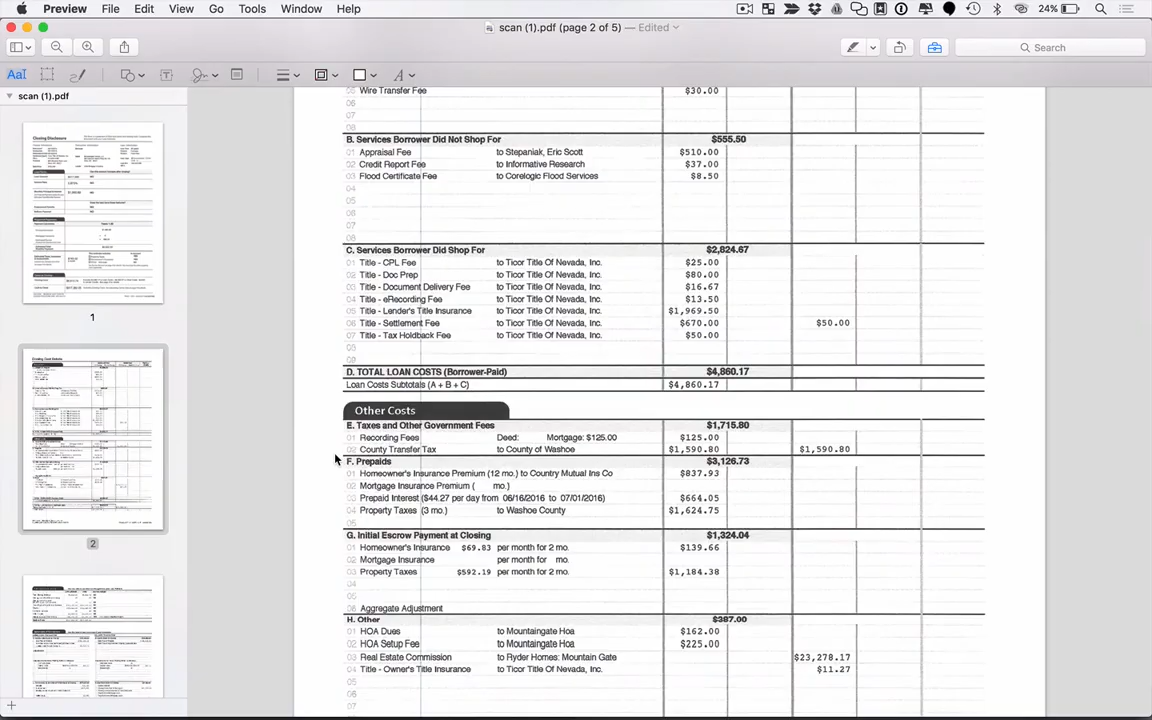 Preview File Edit View Go Tools Window Help 24%
scan (1).pdf (page 2 of 5) — Edited
Search
scan (1).pdf
05 Wire Transfer Fee $30.00
06
07
08
B. Services Borrower Did Not Shop For $555.50
01 Appraisal Fee to Stepaniak, Eric Scott $510.00
02 Credit Report Fee to Informative Research $37.00
03 Flood Certificate Fee to Corelogic Flood Services $8.50
04
05
06
07
08
C. Services Borrower Did Shop For $2,824.67
01 Title - CPL Fee to Ticor Title Of Nevada, Inc. $25.00
02 Title - Doc Prep to Ticor Title Of Nevada, Inc. $80.00
03 Title - Document Delivery Fee to Ticor Title Of Nevada, Inc. $16.67
04 Title - eRecording Fee to Ticor Title Of Nevada, Inc. $13.50
05 Title - Lender's Title Insurance to Ticor Title Of Nevada, Inc. $1,969.50
06 Title - Settlement Fee to Ticor Title Of Nevada, Inc. $670.00 $50.00
07 Title - Tax Holdback Fee to Ticor Title Of Nevada, Inc. $50.00
D. TOTAL LOAN COSTS (Borrower-Paid) $4,860.17
Loan Costs Subtotals (A + B + C) $4,860.17
Other Costs
E. Taxes and Other Government Fees $1,715.80
01 Recording Fees Deed: Mortgage: $125.00 $125.00
02 County Transfer Tax to County of Washoe $1,590.80 $1,590.80
F. Prepaids $3,126.73
01 Homeowner's Insurance Premium (12 mo.) to Country Mutual Ins Co $837.93
02 Mortgage Insurance Premium ( mo.)
03 Prepaid Interest ($44.27 per day from 06/16/2016 to 07/01/2016) $664.05
04 Property Taxes (3 mo.) to Washoe County $1,624.75
05
G. Initial Escrow Payment at Closing $1,324.04
01 Homeowner's Insurance $69.83 per month for 2 mo. $139.66
02 Mortgage Insurance per month for mo.
03 Property Taxes $592.19 per month for 2 mo. $1,184.38
04
05
06 Aggregate Adjustment
H. Other $387.00
01 HOA Dues to Mountaingate Hoa $162.00
02 HOA Setup Fee to Mountaingate Hoa $225.00
03 Real Estate Commission to Ryder Homes: Mountain Gate $23,278.17
04 Title - Owner's Title Insurance to Ticor Title Of Nevada, Inc. $11.27
05
06
07
Closing Disclosure
1
2